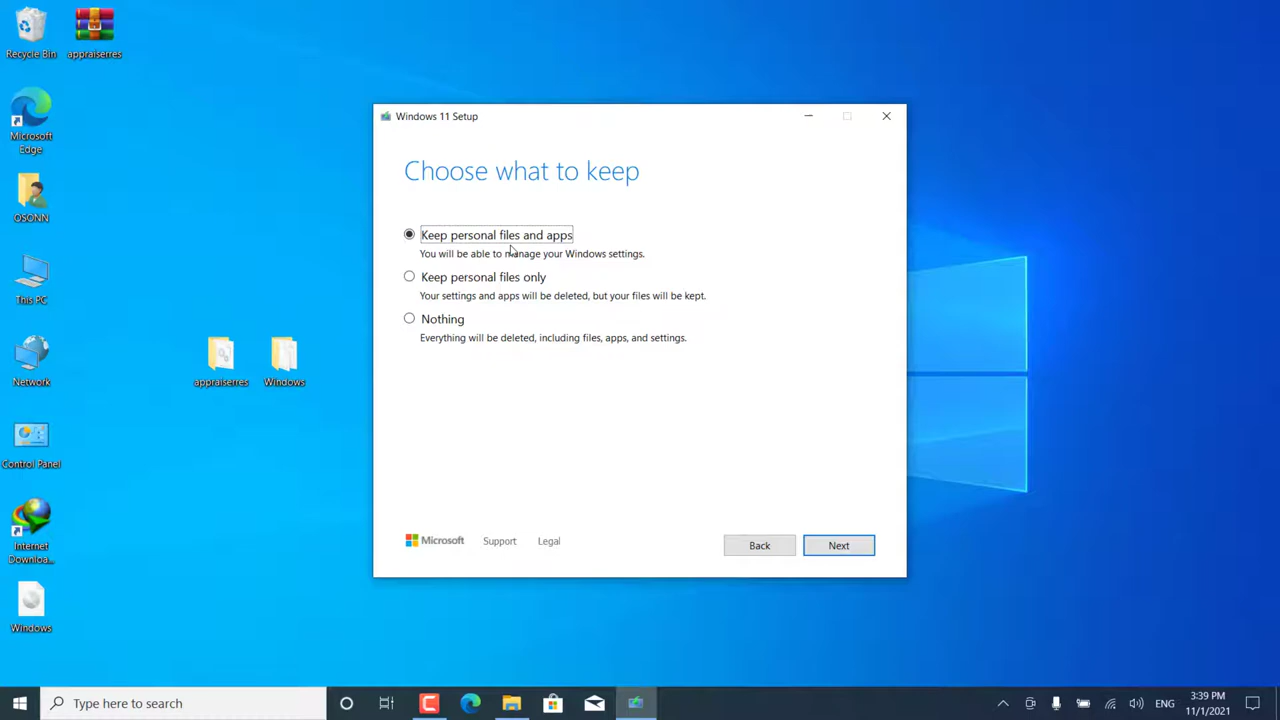 Recycle Bin
appraiserres
Microsoft
Edge
OSONN
This PC
Network
Control Panel
Internet
Downloa...
Windows
appraiserres
Windows
Windows 11 Setup
Choose what to keep
Keep personal files and apps
You will be able to manage your Windows settings.
Keep personal files only
Your settings and apps will be deleted, but your files will be kept.
Nothing
Everything will be deleted, including files, apps, and settings.
Microsoft Support Legal
Back Next
Type here to search
ENG
3:39 PM
11/1/2021